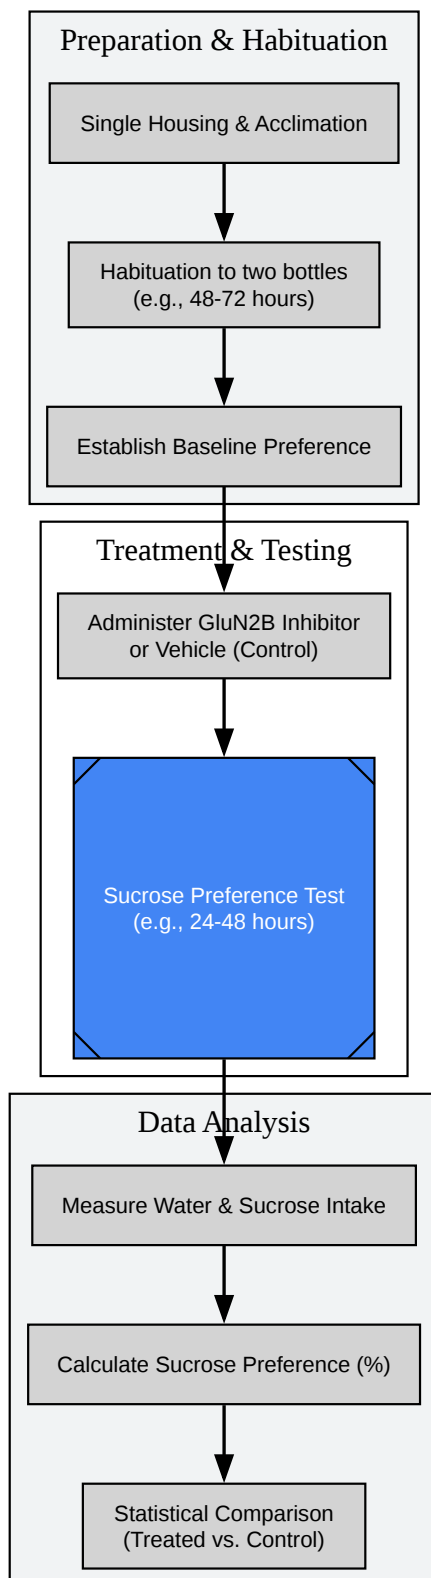 Preparation & Habituation
Single Housing & Acclimation
Habituation to two bottles
(e.g., 48-72 hours)
Establish Baseline Preference
Treatment & Testing
Administer GluN2B Inhibitor
or Vehicle (Control)
Sucrose Preference Test
(e.g., 24-48 hours)
Data Analysis
Measure Water & Sucrose Intake
Calculate Sucrose Preference (%)
Statistical Comparison
(Treated vs. Control)